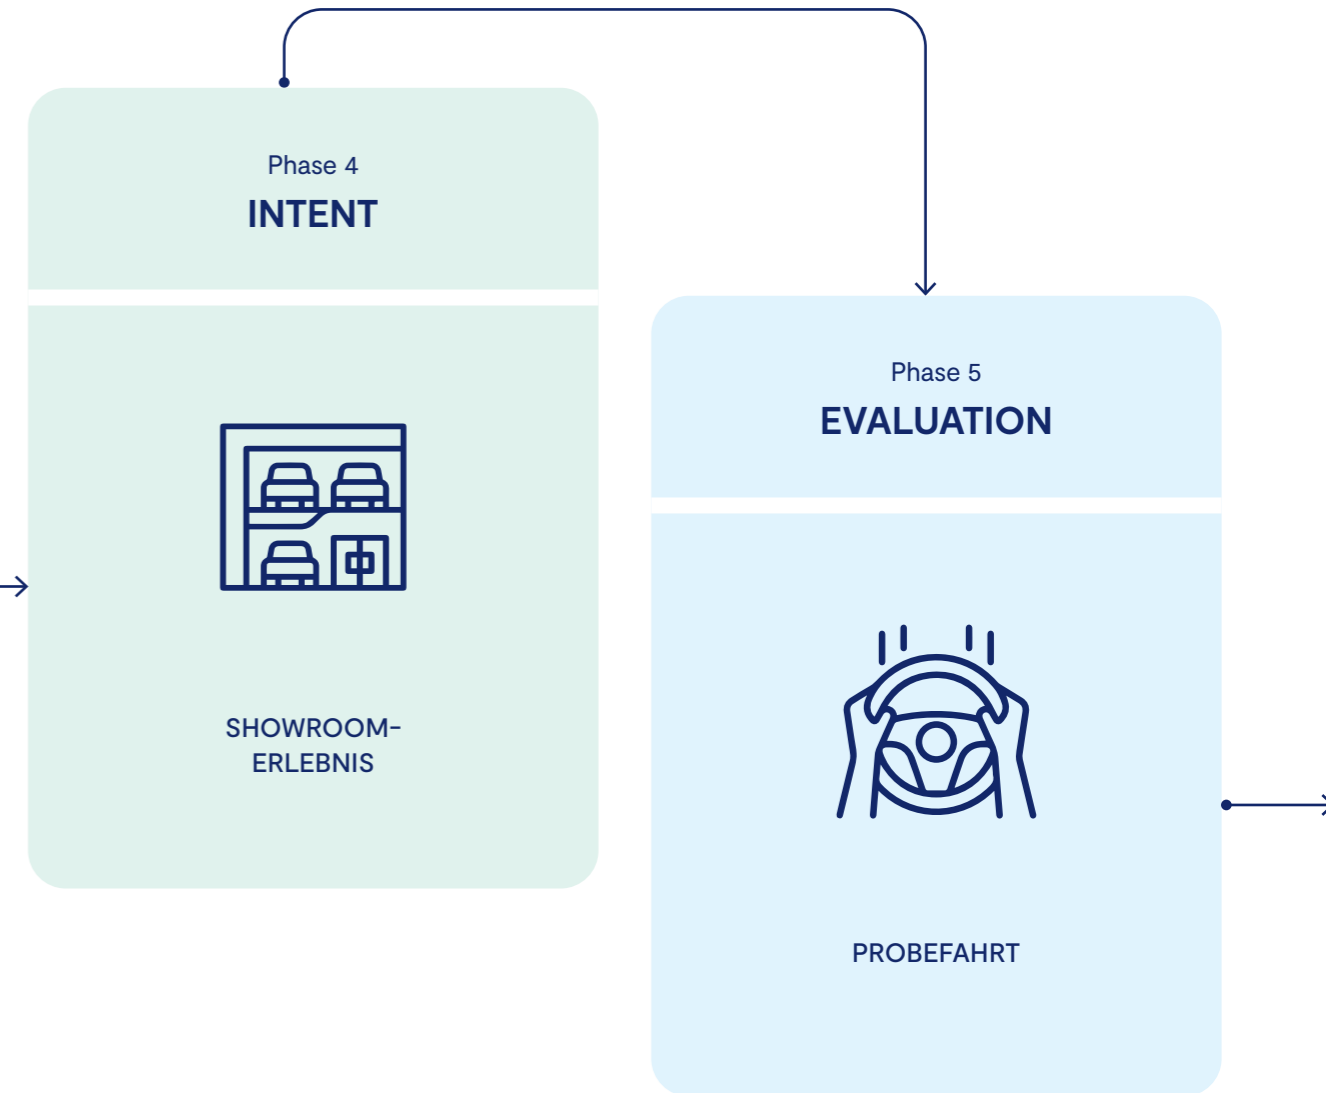 Phase 4
INTENT
SHOWROOM-
ERLEBNIS
Phase 5
EVALUATION
PROBEFAHRT